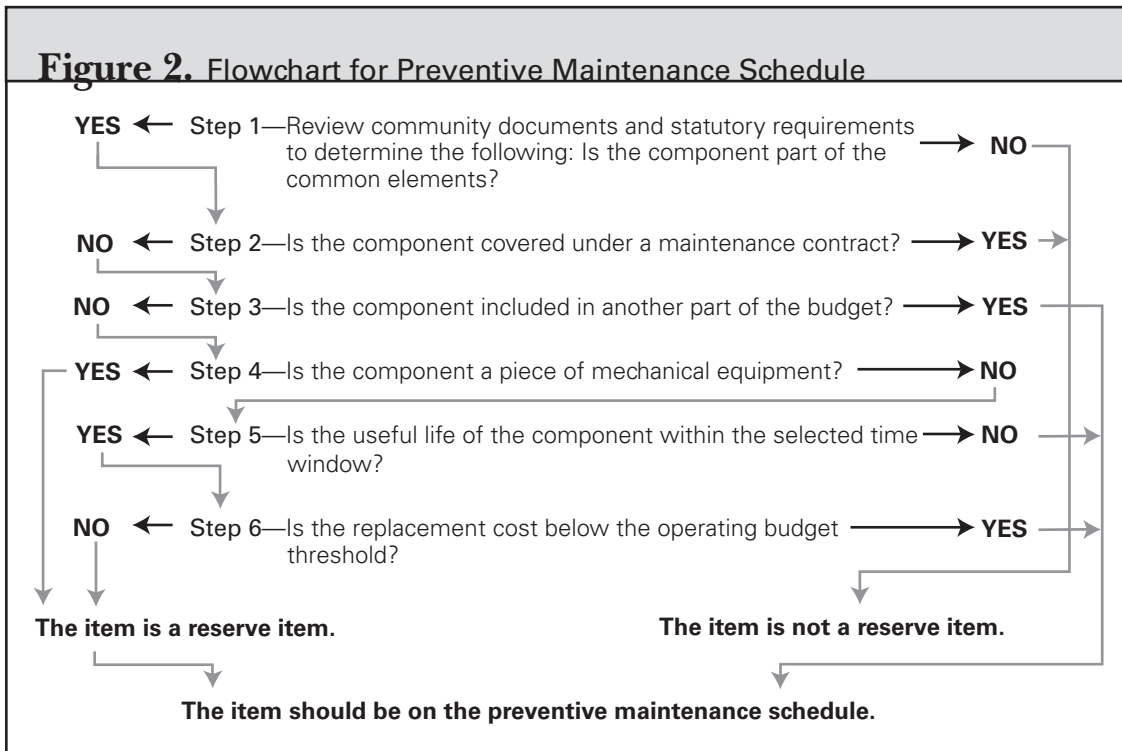 Figure 2. Flowchart for Preventive Maintenance Schedule
YES Step 1—Review community documents and statutory requirements
to determine the following: Is the component part of the
common elements?
NO
NO Step 2—Is the component covered under a maintenance contract? YES
NO Step 3—Is the component included in another part of the budget? YES
YES Step 4—Is the component a piece of mechanical equipment? NO
YES Step 5—Is the useful life of the component within the selected time
window?
NO
NO Step 6—Is the replacement cost below the operating budget
threshold?
YES
The item is a reserve item.
The item is not a reserve item.
The item should be on the preventive maintenance schedule.